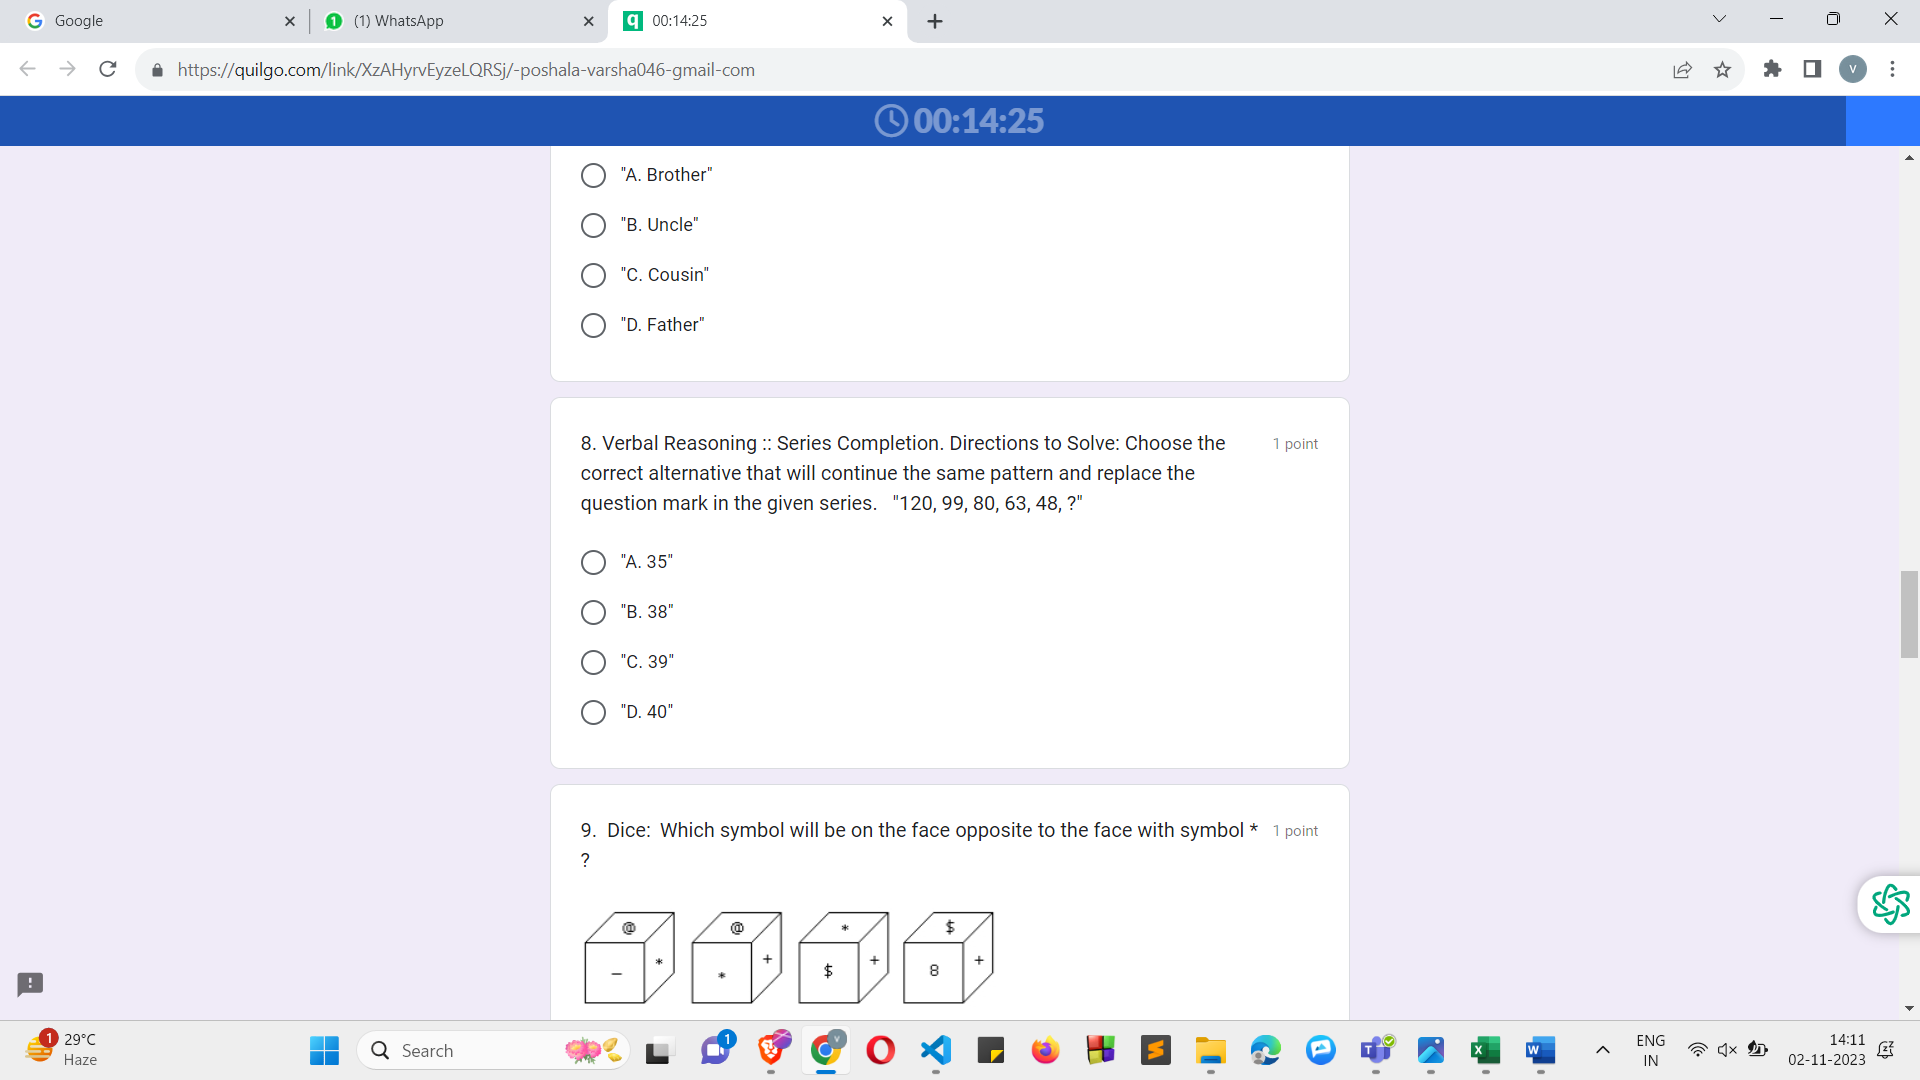 Google
1
(1) WhatsApp
q
00:14:25
https://quilgo.com/link/XzAHyrvEyzeLQRSj/-poshala-varsha046-gmail-com
V
00:14:25
"A. Brother"
"B. Uncle"
"C. Cousin"
"D. Father"
8. Verbal Reasoning :: Series Completion. Directions to Solve: Choose the
1 point
correct alternative that will continue the same pattern and replace the
question mark in the given series.   "120, 99, 80, 63, 48, ?"
"A. 35"
"B. 38"
"C. 39"
"D. 40"
9.  Dice:  Which symbol will be on the face opposite to the face with symbol *
1 point
?
@ @ * $
– * * + $ + 8 +
1
29°C
Haze
Search
1
V
ENG
IN
14:11
02-11-2023